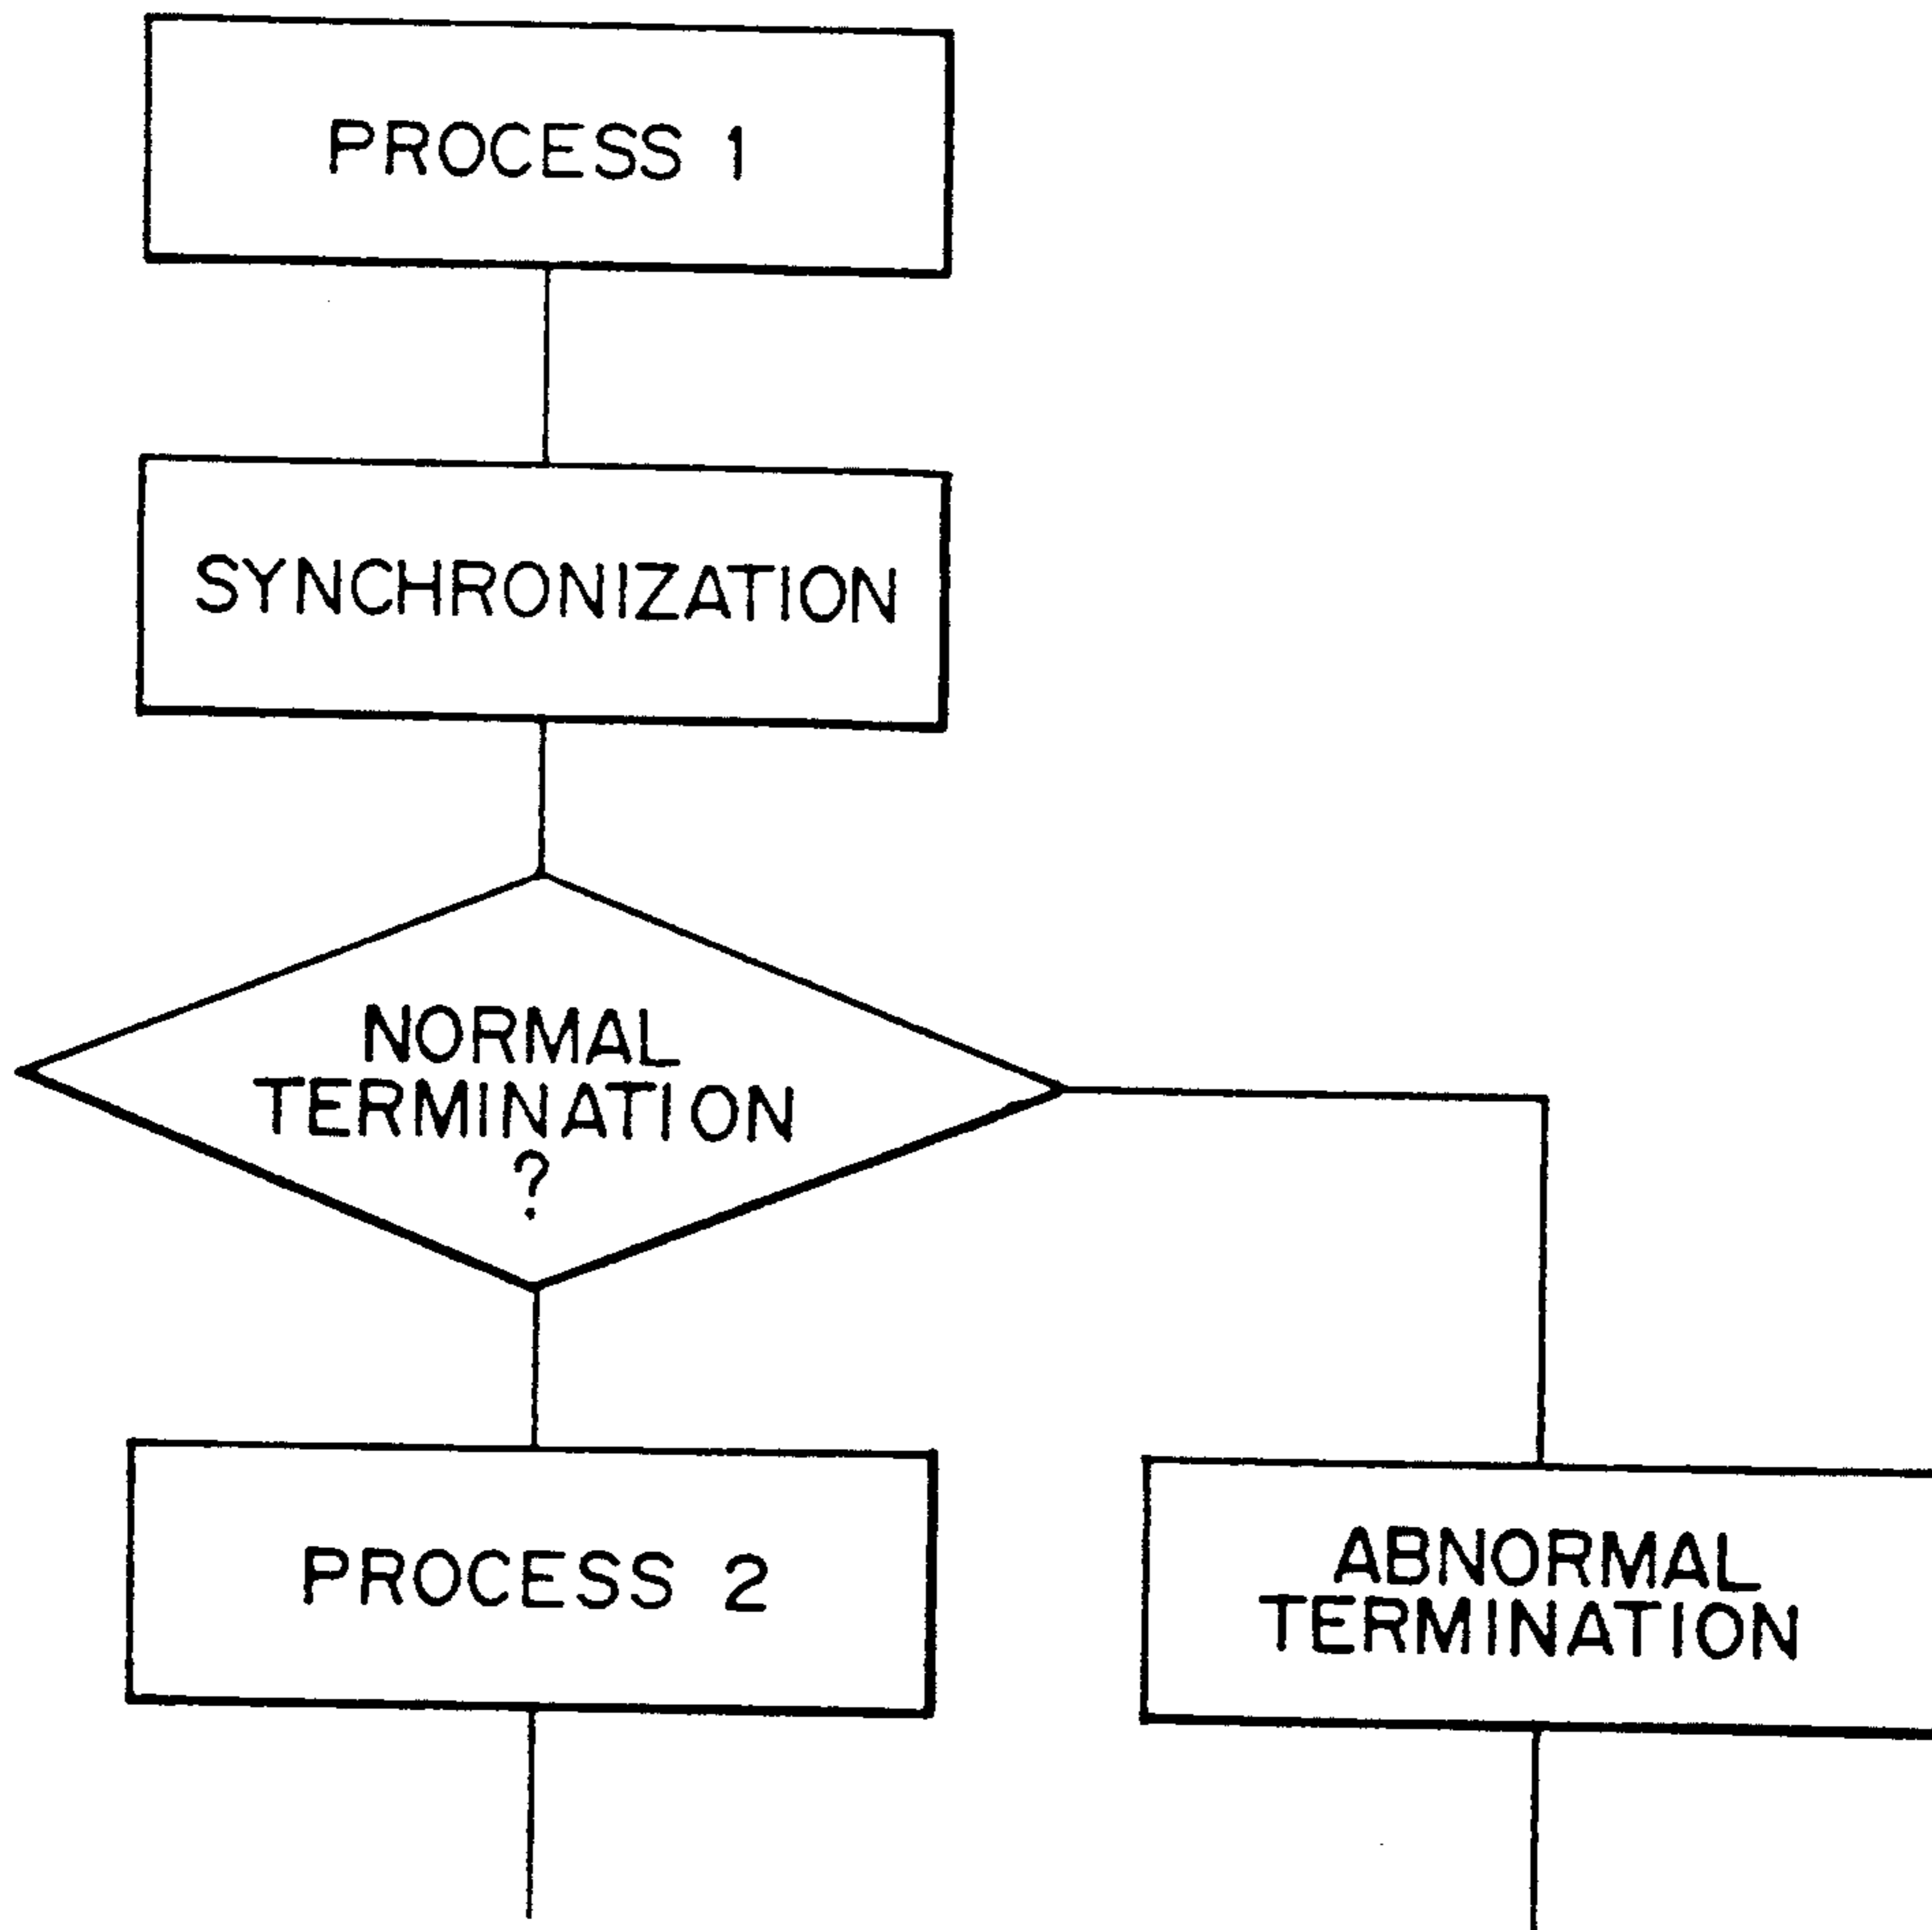 PROCESS 1
SYNCHRONIZATION
NORMAL
TERMINATION
?
PROCESS 2
ABNORMAL
TERMINATION